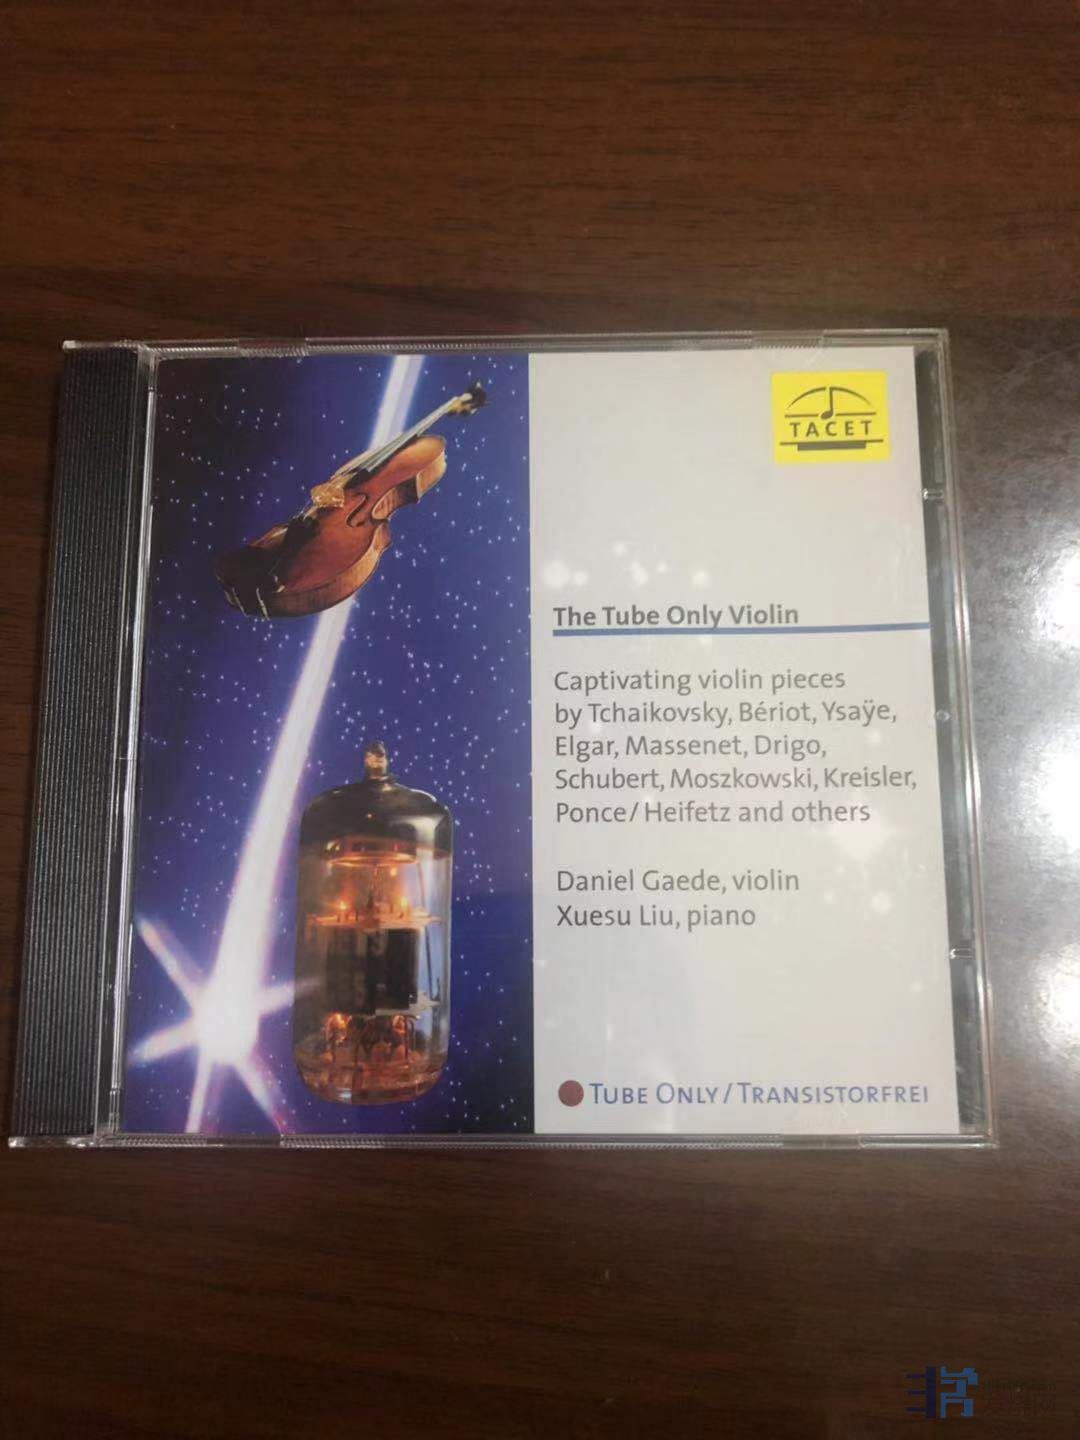 TACET
The Tube Only Violin
Captivating violin pieces
by Tchaikovsky, Bériot, Ysaÿe,
Elgar, Massenet, Drigo,
Schubert, Moszkowski, Kreisler,
Ponce/Heifetz and others
Daniel Gaede, violin
Xuesu Liu, piano
TUBE ONLY/TRANSISTORFREI